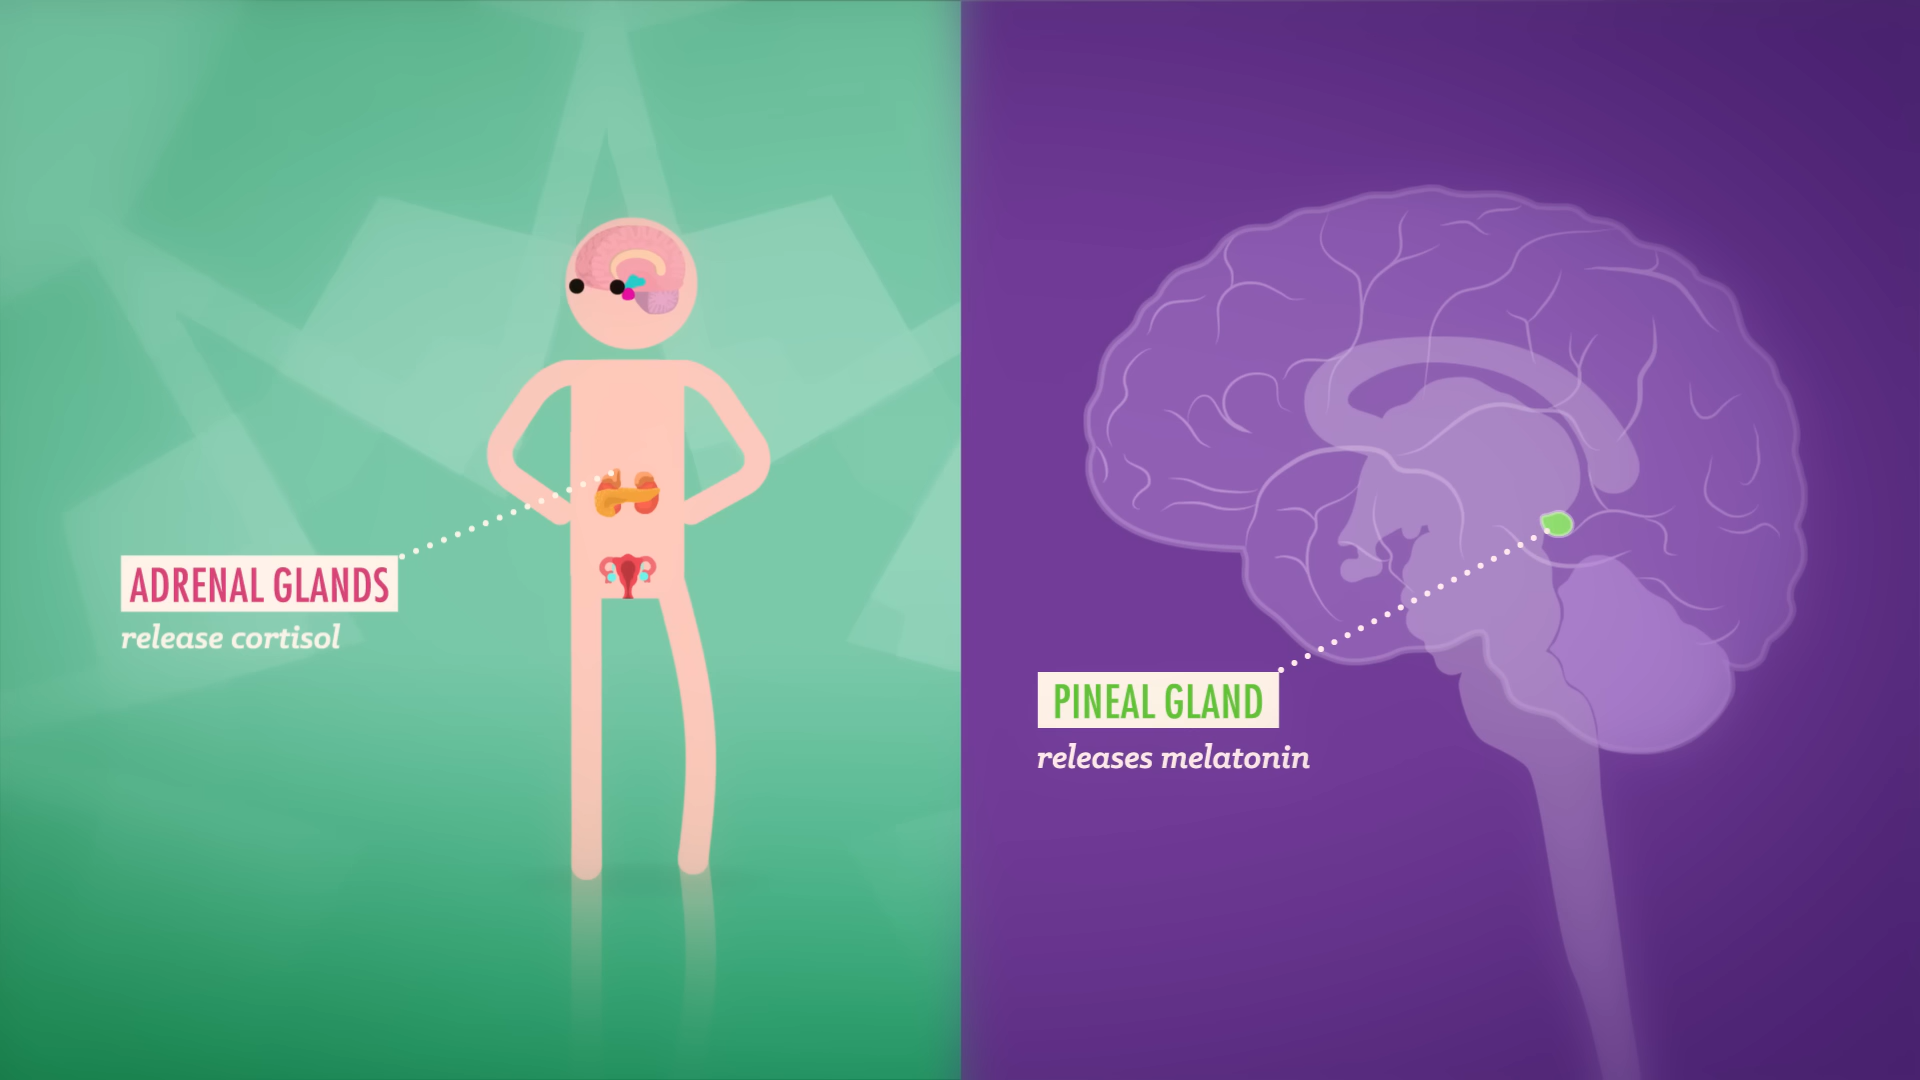 ADRENAL GLANDS
release cortisol
PINEAL GLAND
releases melatonin